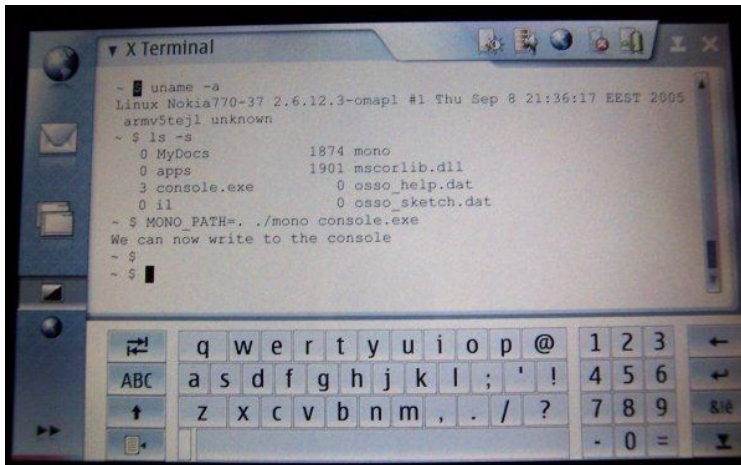 X Terminal
~ $ uname -a
Linux Nokia770-37 2.6.12.3-omap1 #1 Thu Sep 8 21:36:17 EEST 2005
armv5tejl unknown
~ $ ls -s
0 MyDocs 1874 mono
0 apps 1901 mscorlib.dll
3 console.exe 0 osso_help.dat
0 il 0 osso_sketch.dat
~ $ MONO_PATH=. ./mono console.exe
We can now write to the console
~ $
~ $
q w e r t y u i o p @ 1 2 3
ABC a s d f g h j k l ; ' ! 4 5 6
z x c v b n m , . / ? 7 8 9 &!é
- 0 =